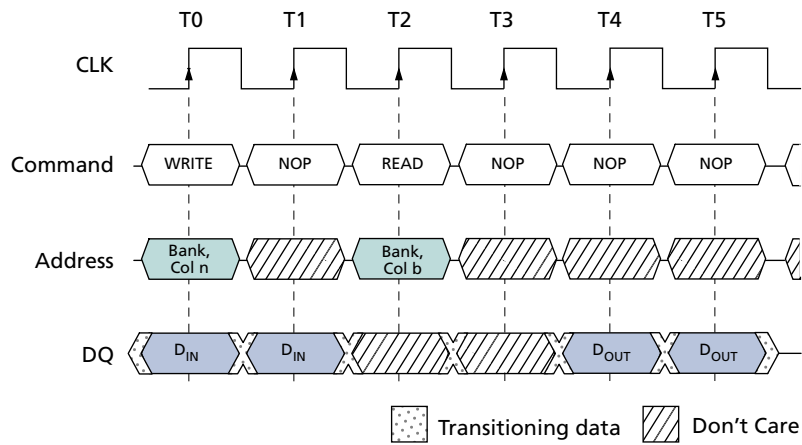 T0 T1 T2 T3 T4 T5
CLK
Command WRITE NOP READ NOP NOP NOP
Address Bank, Col n Bank, Col b
DQ DIN DIN DOUT DOUT
Transitioning data Don't Care